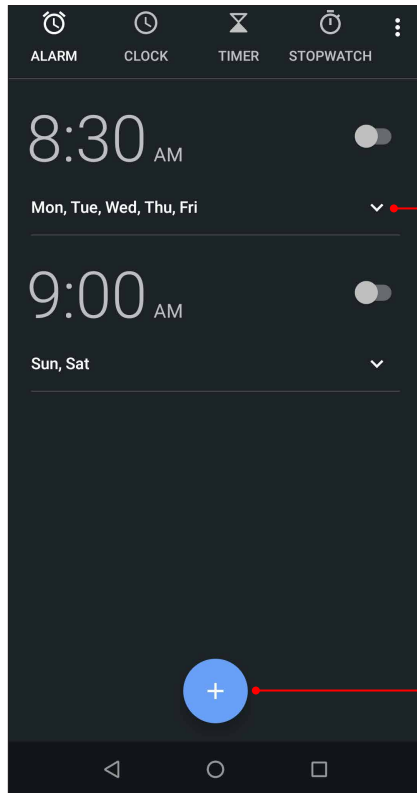 ALARM CLOCK TIMER STOPWATCH
8:30 AM
Mon, Tue, Wed, Thu, Fri
9:00 AM
Sun, Sat